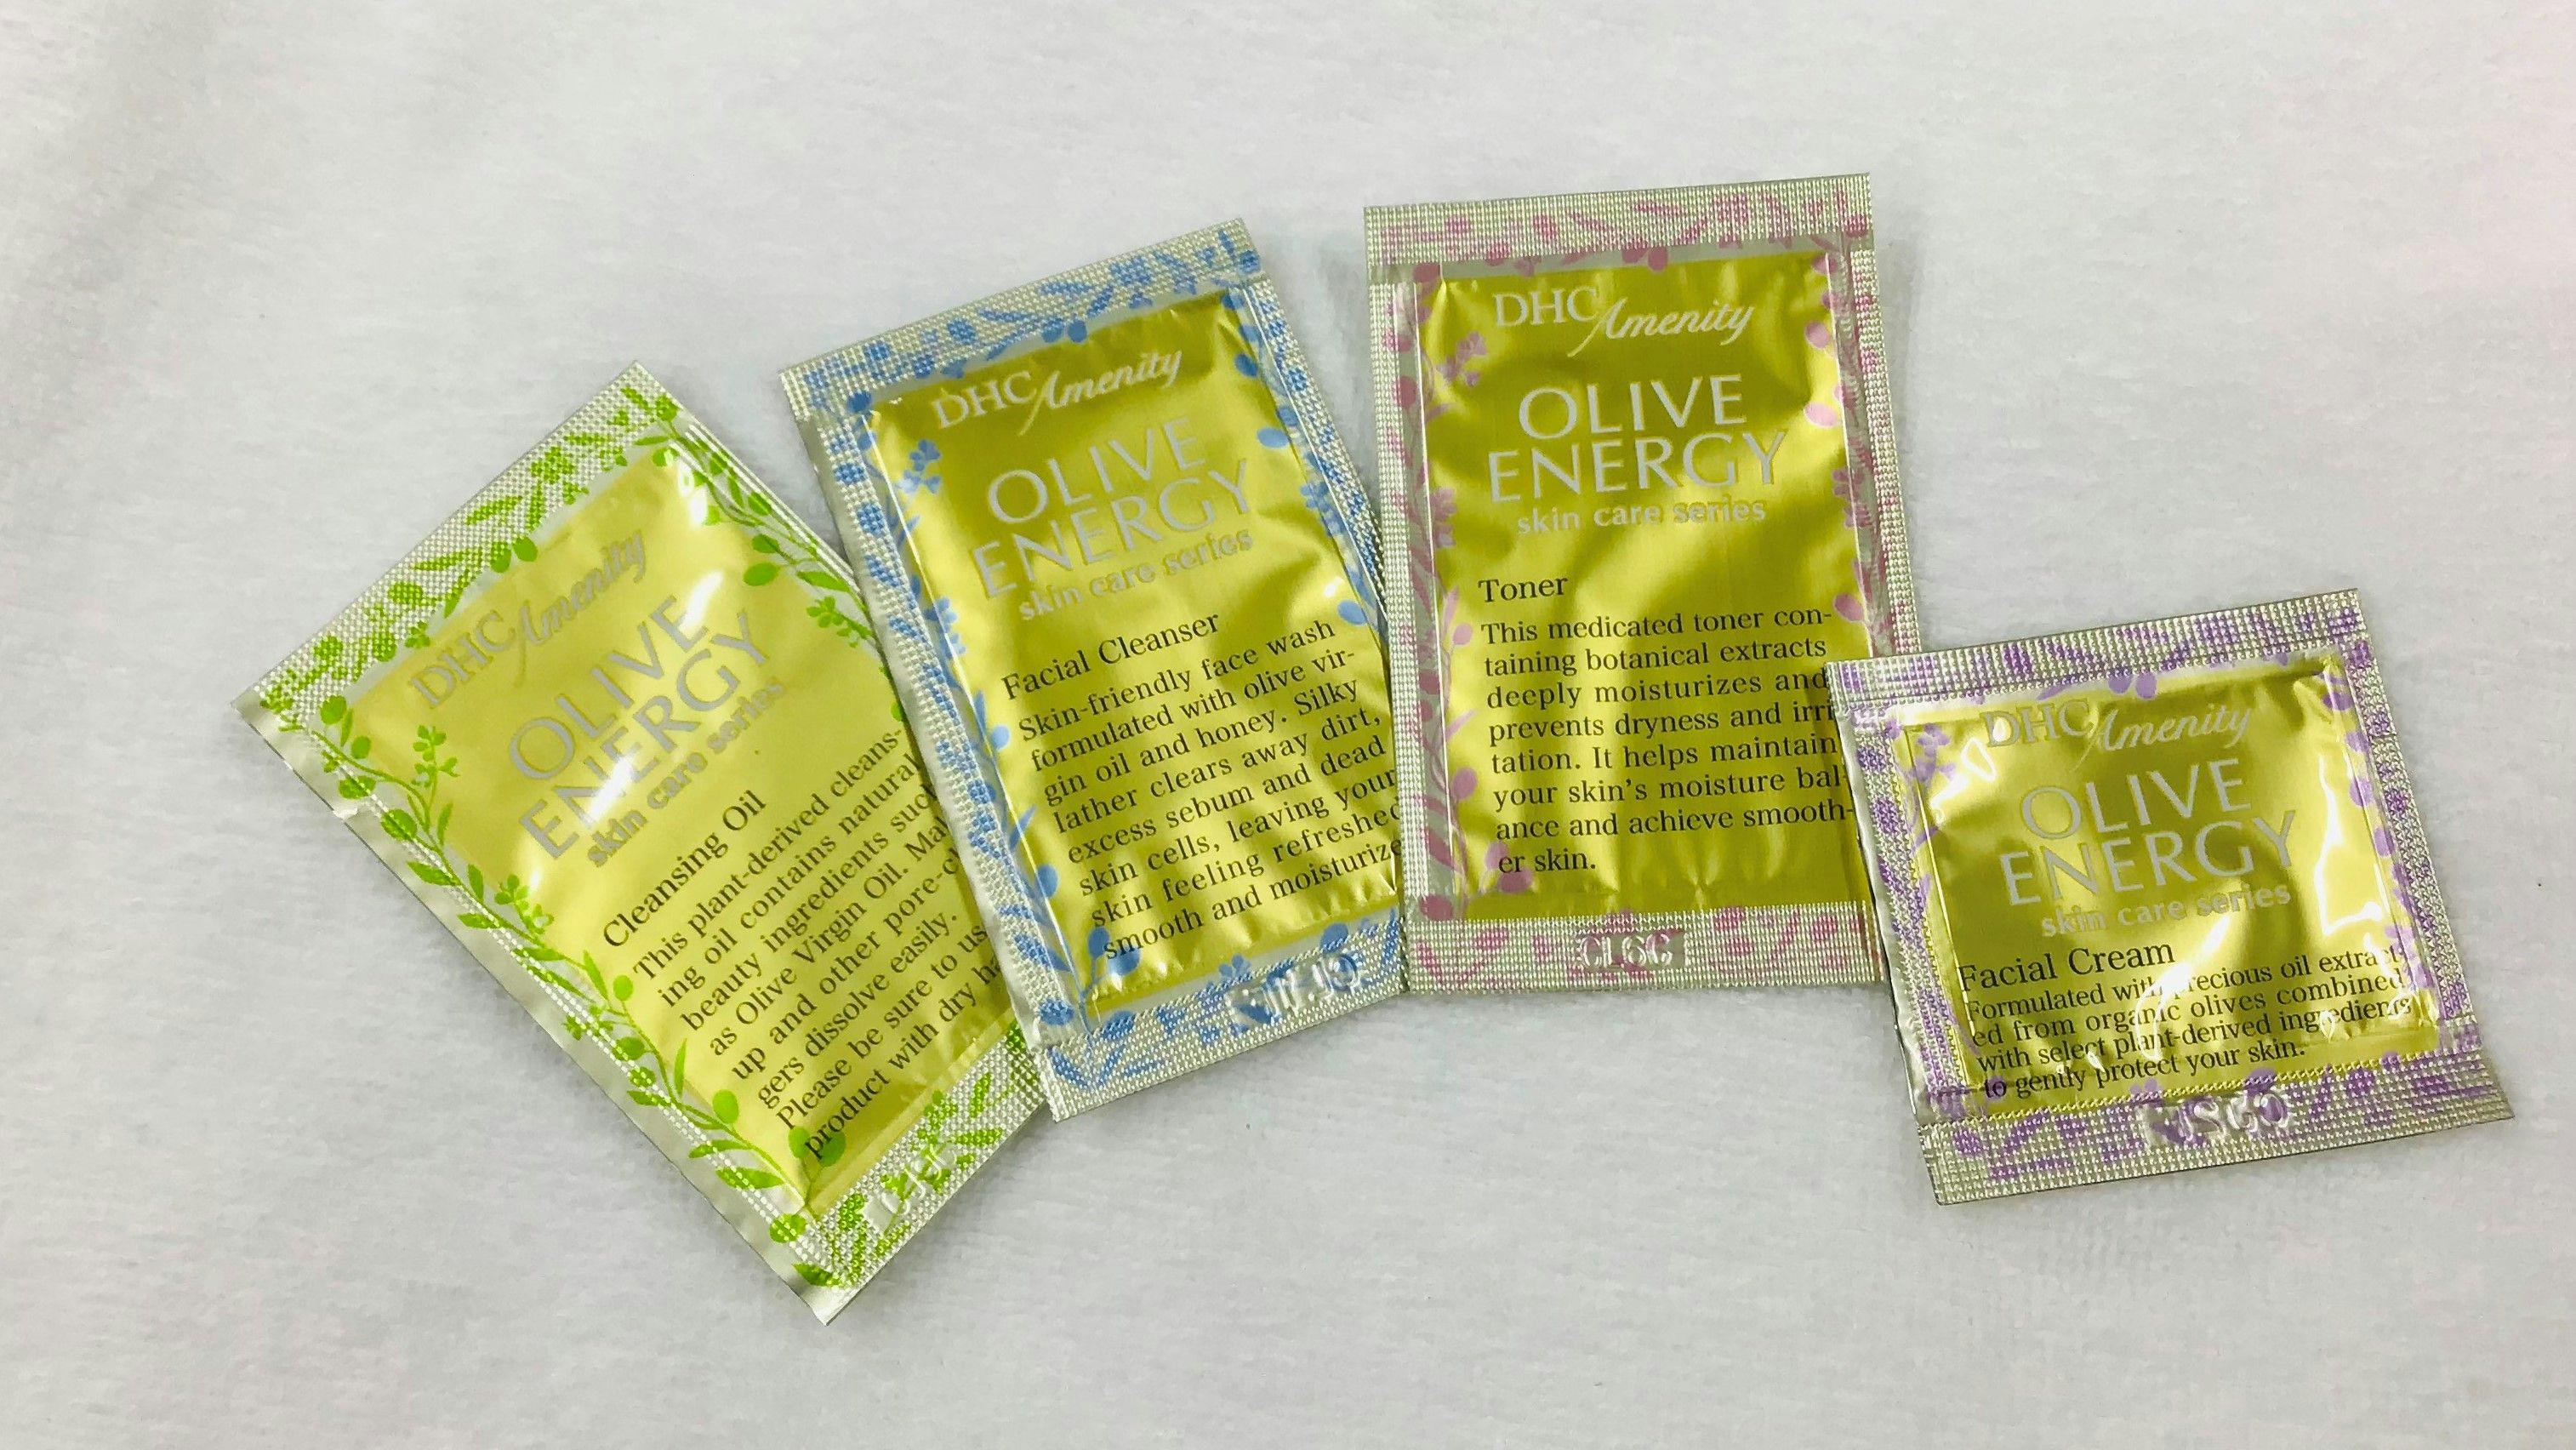 DHC Amenity
OLIVE
ENERGY
skin care series
Cleansing Oil
This plant-derived cleans-
ing oil contains natural
beauty ingredients such
as Olive Virgin Oil.
up and other
gers dissolve easily.
Please be sure to
product with dry
DHC Amenity
OLIVE
ENERGY
skin care series
Facial Cleanser
Skin-friendly face wash
formulated with olive vir-
gin oil and honey. Silky
lather clears away dirt,
excess sebum and dead
skin cells, leaving your
skin feeling refreshed
smooth and moisturize
DHC Amenity
OLIVE
ENERGY
skin care series
Toner
This medicated toner con-
taining botanical extracts
deeply moisturizes and
prevents dryness and irri
tation. It helps maintain
your skin's moisture bal-
ance and achieve smooth-
er skin.
CL6C
DHC Amenity
OLIVE
ENERGY
skin care series
Facial Cream
Formulated with precious oil extract-
ed from organic olives combined
with select plant-derived ingredients
to gently protect your skin.